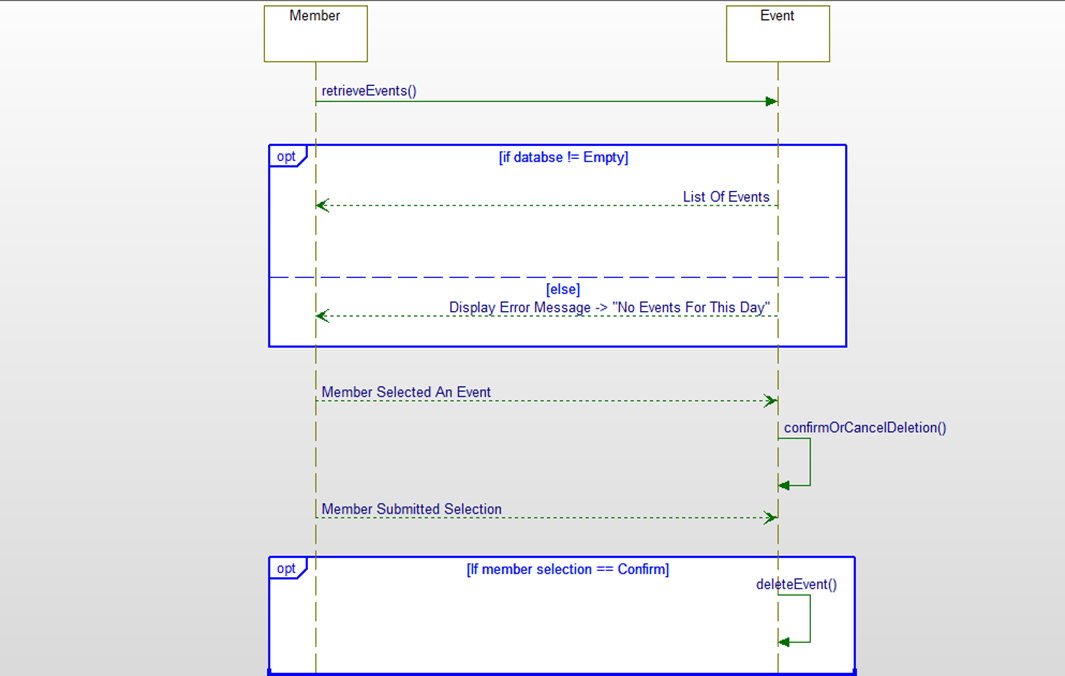 Member
Event
retrieveEvents()
opt
[if databse != Empty]
List Of Events
[else]
Display Error Message -> "No Events For This Day"
Member Selected An Event
confirmOrCancelDeletion()
Member Submitted Selection
opt
[If member selection == Confirm]
deleteEvent()